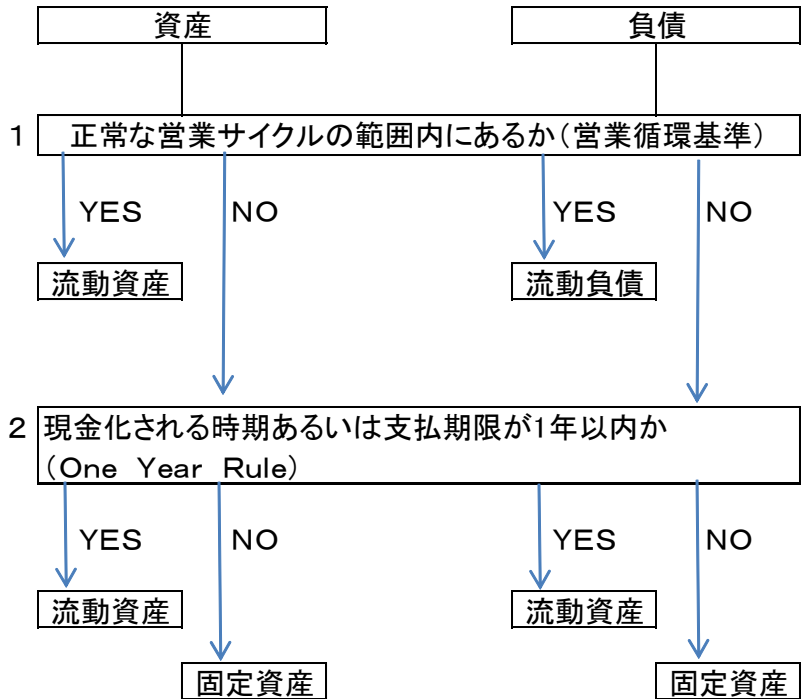 資産 負債
1 正常な営業サイクルの範囲内にあるか(営業循環基準)
YES NO YES NO
流動資産 流動負債
2 現金化される時期あるいは支払期限が1年以内か
(One Year Rule)
YES NO YES NO
流動資産 流動資産
固定資産 固定資産